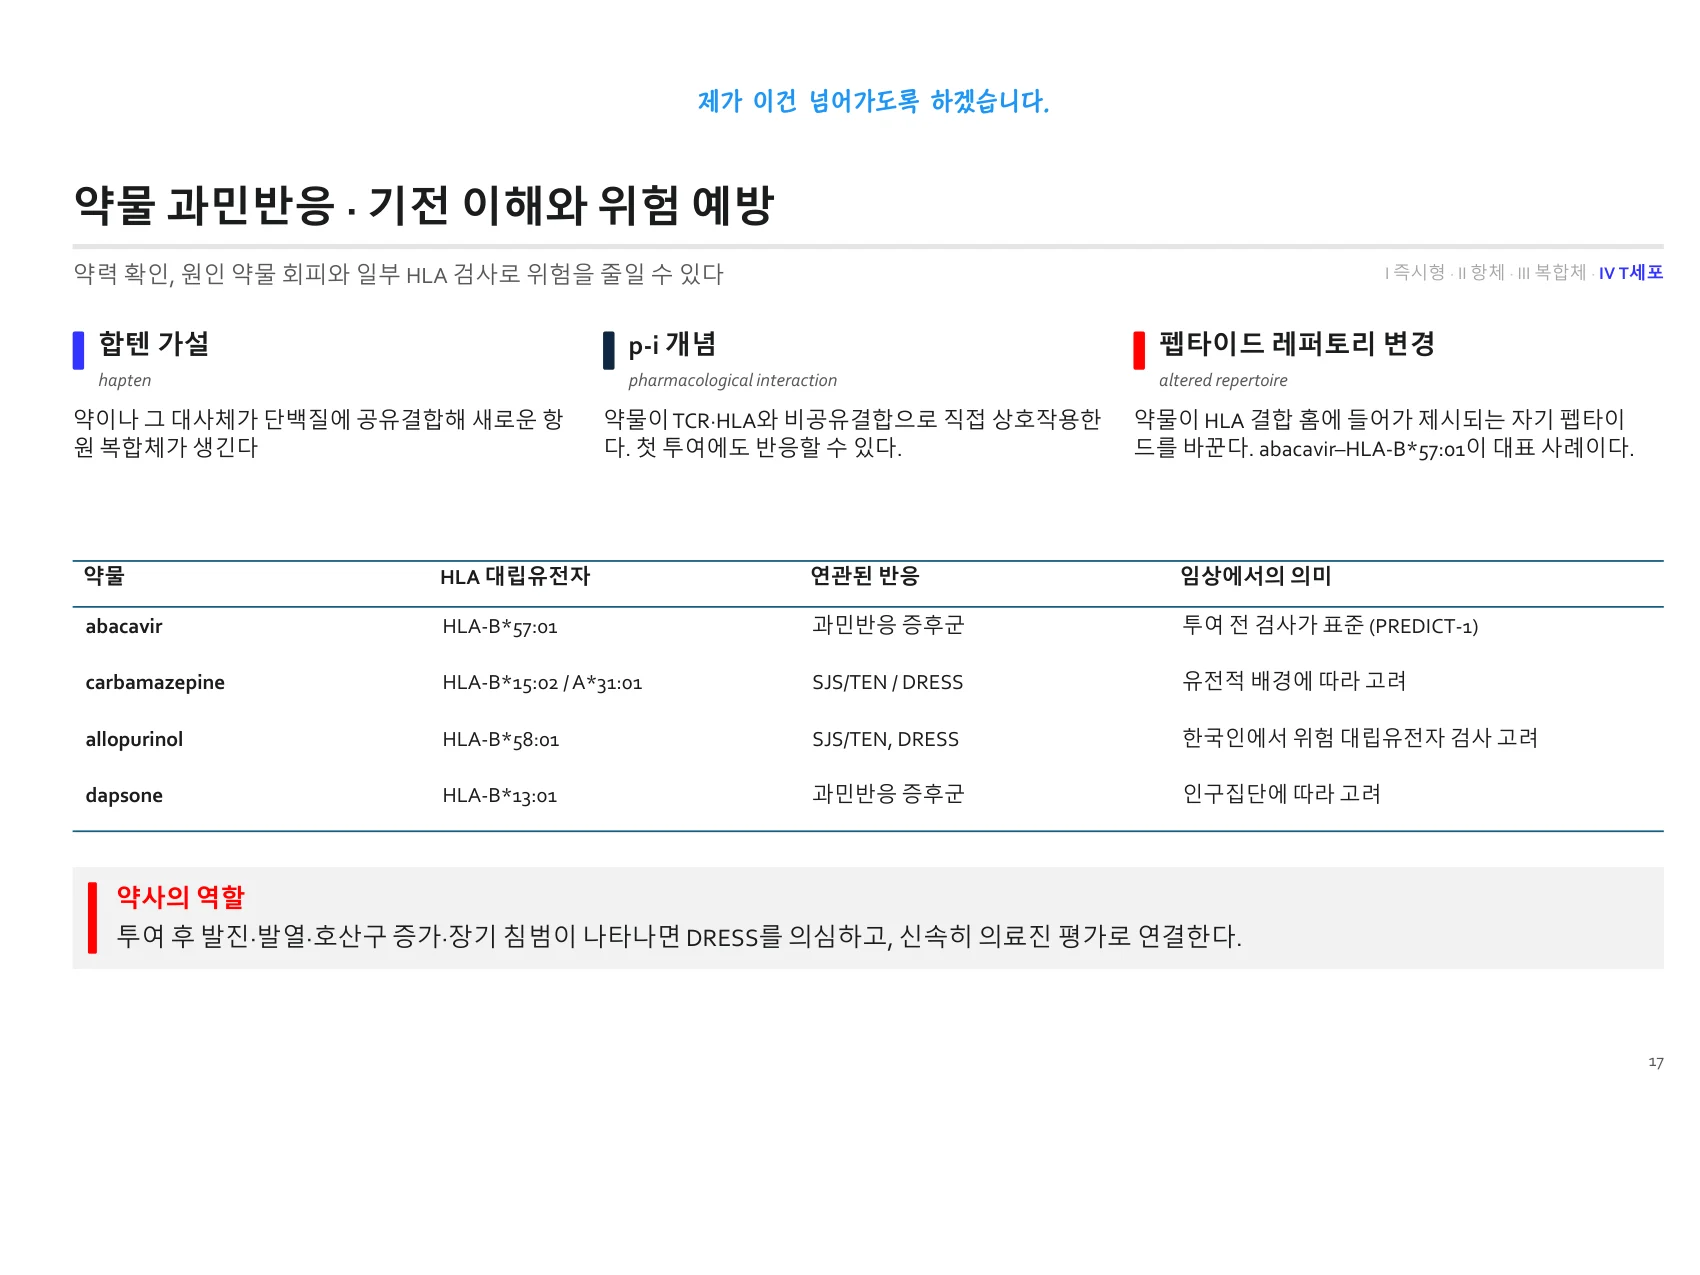 제가 이건 넘어가도록 하겠습니다.
약물 과민반응 · 기전 이해와 위험 예방
약력 확인, 원인 약물 회피와 일부 HLA 검사로 위험을 줄일 수 있다
I 즉시형 · II 항체 · III 복합체 · IV T세포
합텐 가설
hapten
약이나 그 대사체가 단백질에 공유결합해 새로운 항
원 복합체가 생긴다
p-i 개념
pharmacological interaction
약물이 TCR·HLA와 비공유결합으로 직접 상호작용한
다. 첫 투여에도 반응할 수 있다.
펩타이드 레퍼토리 변경
altered repertoire
약물이 HLA 결합 홈에 들어가 제시되는 자기 펩타이
드를 바꾼다. abacavir–HLA-B*57:01이 대표 사례이다.
약물 HLA 대립유전자 연관된 반응 임상에서의 의미
abacavir HLA-B*57:01 과민반응 증후군 투여 전 검사가 표준 (PREDICT-1)
carbamazepine HLA-B*15:02 / A*31:01 SJS/TEN / DRESS 유전적 배경에 따라 고려
allopurinol HLA-B*58:01 SJS/TEN, DRESS 한국인에서 위험 대립유전자 검사 고려
dapsone HLA-B*13:01 과민반응 증후군 인구집단에 따라 고려
약사의 역할
투여 후 발진·발열·호산구 증가·장기 침범이 나타나면 DRESS를 의심하고, 신속히 의료진 평가로 연결한다.
17